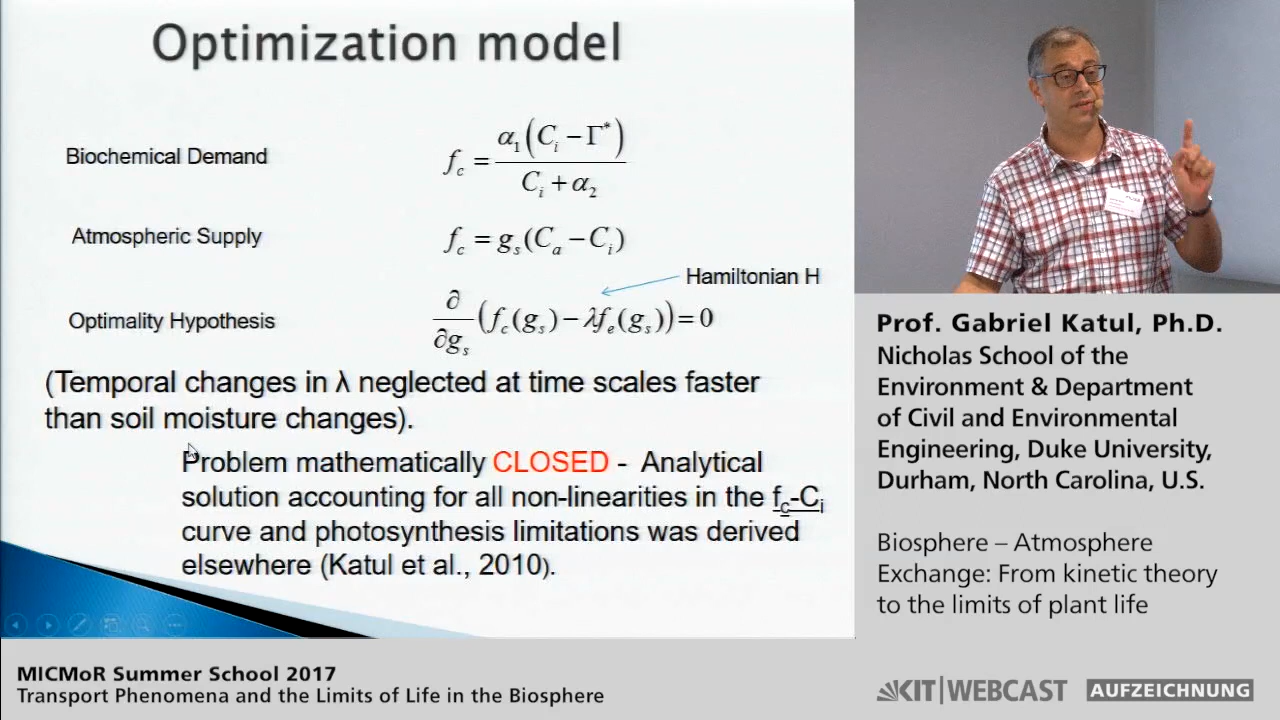 Optimization model
Biochemical Demand
f_c = α_1(C_i − Γ*) / (C_i + α_2)
Atmospheric Supply
f_c = g_s(C_a − C_i)
Hamiltonian H
Optimality Hypothesis
∂/∂g_s (f_c(g_s) − λf_e(g_s)) = 0
(Temporal changes in λ neglected at time scales faster
than soil moisture changes).
Problem mathematically CLOSED - Analytical
solution accounting for all non-linearities in the f_c-C_i
curve and photosynthesis limitations was derived
elsewhere (Katul et al., 2010).
Prof. Gabriel Katul, Ph.D.
Nicholas School of the
Environment & Department
of Civil and Environmental
Engineering, Duke University,
Durham, North Carolina, U.S.
Biosphere – Atmosphere
Exchange: From kinetic theory
to the limits of plant life
MICMoR Summer School 2017
Transport Phenomena and the Limits of Life in the Biosphere
KIT|WEBCAST
AUFZEICHNUNG